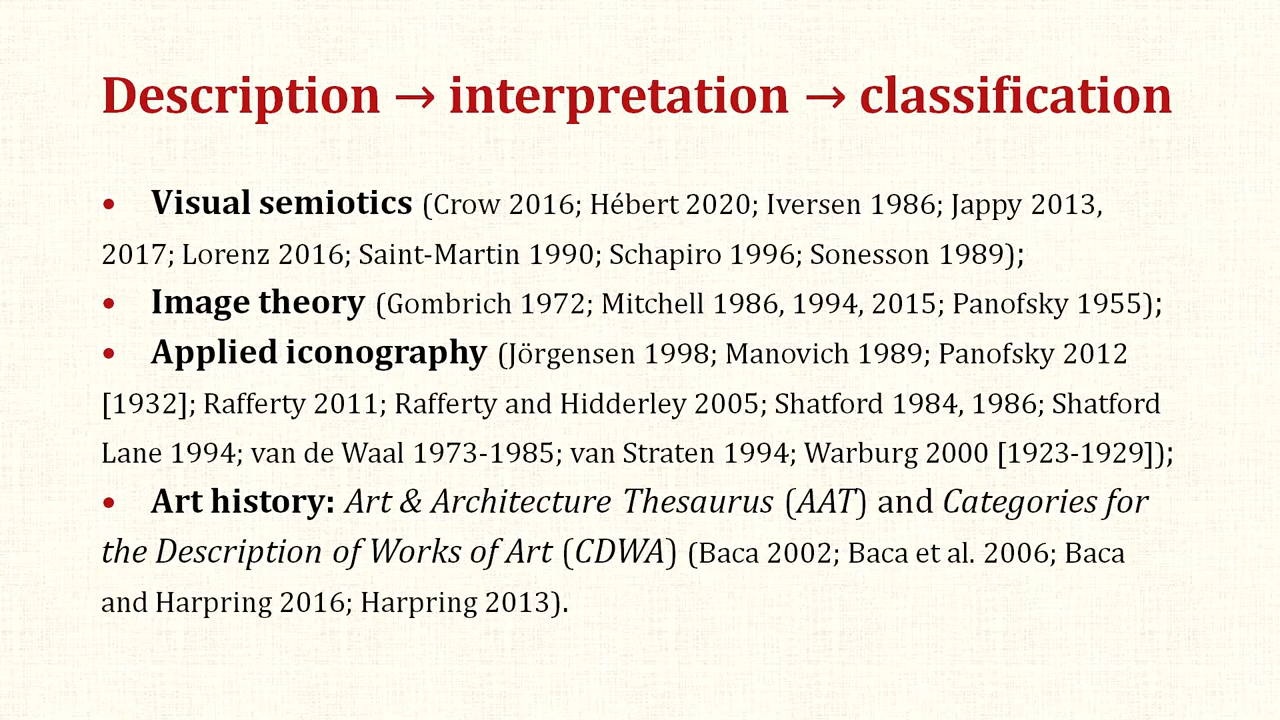 Description → interpretation → classification
• Visual semiotics (Crow 2016; Hébert 2020; Iversen 1986; Jappy 2013,
2017; Lorenz 2016; Saint-Martin 1990; Schapiro 1996; Sonesson 1989);
• Image theory (Gombrich 1972; Mitchell 1986, 1994, 2015; Panofsky 1955);
• Applied iconography (Jörgensen 1998; Manovich 1989; Panofsky 2012
[1932]; Rafferty 2011; Rafferty and Hidderley 2005; Shatford 1984, 1986; Shatford
Lane 1994; van de Waal 1973-1985; van Straten 1994; Warburg 2000 [1923-1929]);
• Art history: Art & Architecture Thesaurus (AAT) and Categories for
the Description of Works of Art (CDWA) (Baca 2002; Baca et al. 2006; Baca
and Harpring 2016; Harpring 2013).